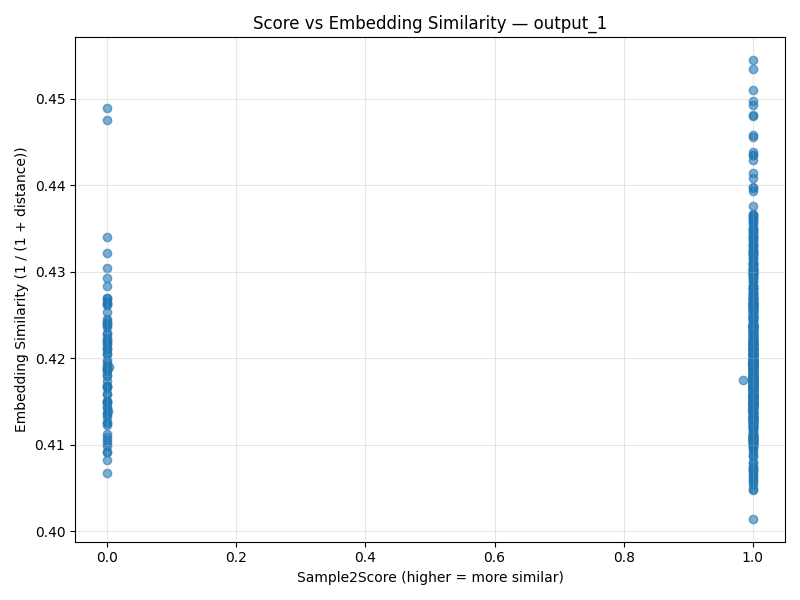 Score vs Embedding Similarity — output_1
Embedding Similarity (1 / (1 + distance))
0.45
0.44
0.43
0.42
0.41
0.40
0.0 0.2 0.4 0.6 0.8 1.0
Sample2Score (higher = more similar)